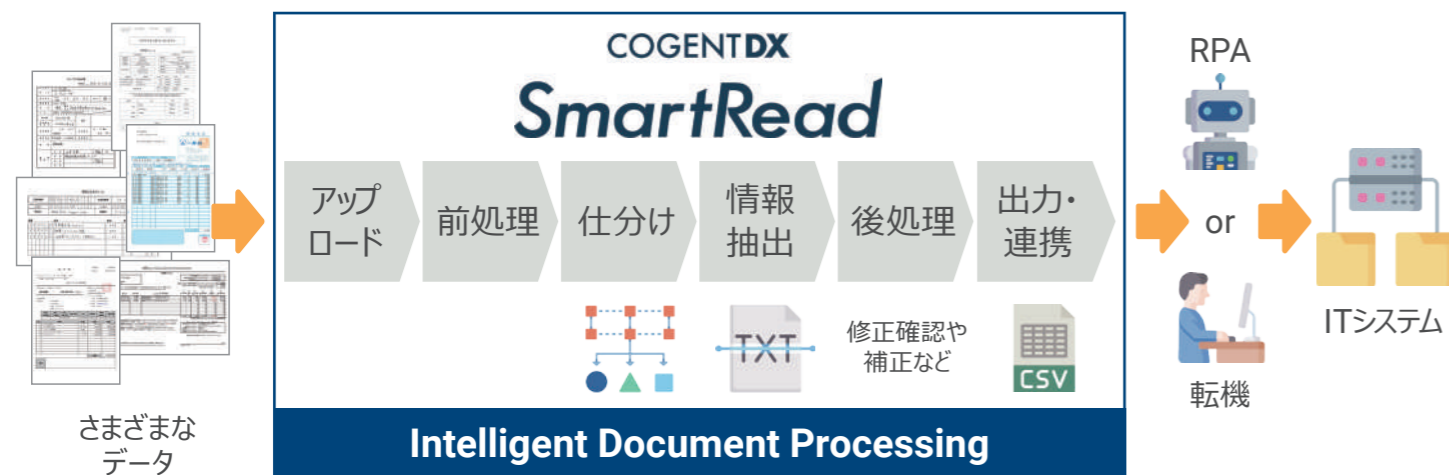 さまざまな
データ
COGENTDX
SmartRead
アップ
ロード
前処理
仕分け
情報
抽出
後処理
出力・
連携
TXT
修正確認や
補正など
CSV
Intelligent Document Processing
RPA
or
転機
ITシステム